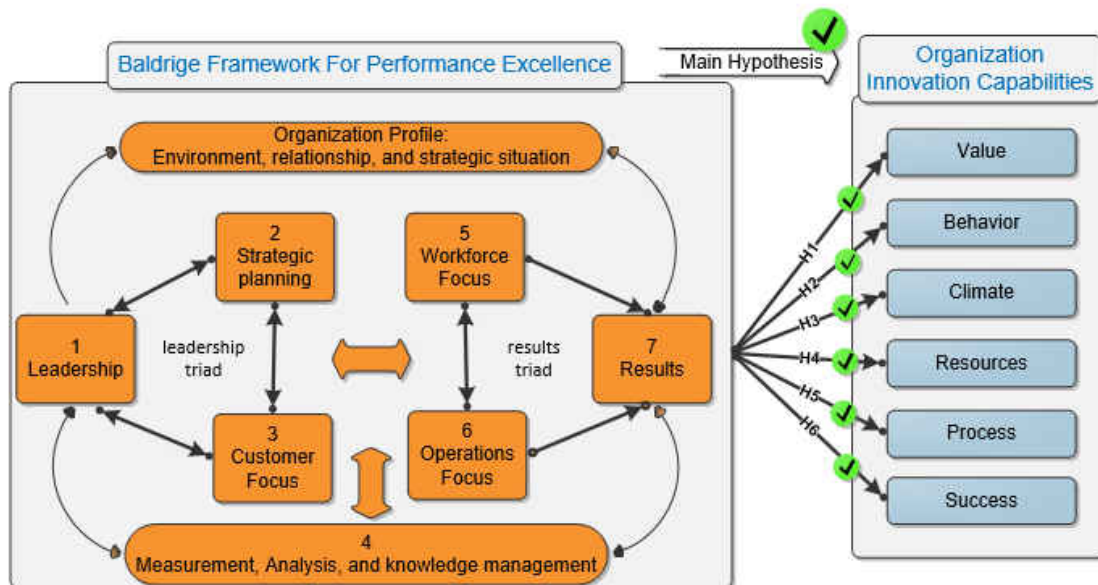 Baldrige Framework For Performance Excellence
Main Hypothesis
Organization
Innovation Capabilities
Organization Profile:
Environment, relationship, and strategic situation
2
Strategic
planning
5
Workforce
Focus
1
Leadership
leadership
triad
results
triad
7
Results
3
Customer
Focus
6
Operations
Focus
4
Measurement, Analysis, and knowledge management
H1
H2
H3
H4
H5
H6
Value
Behavior
Climate
Resources
Process
Success